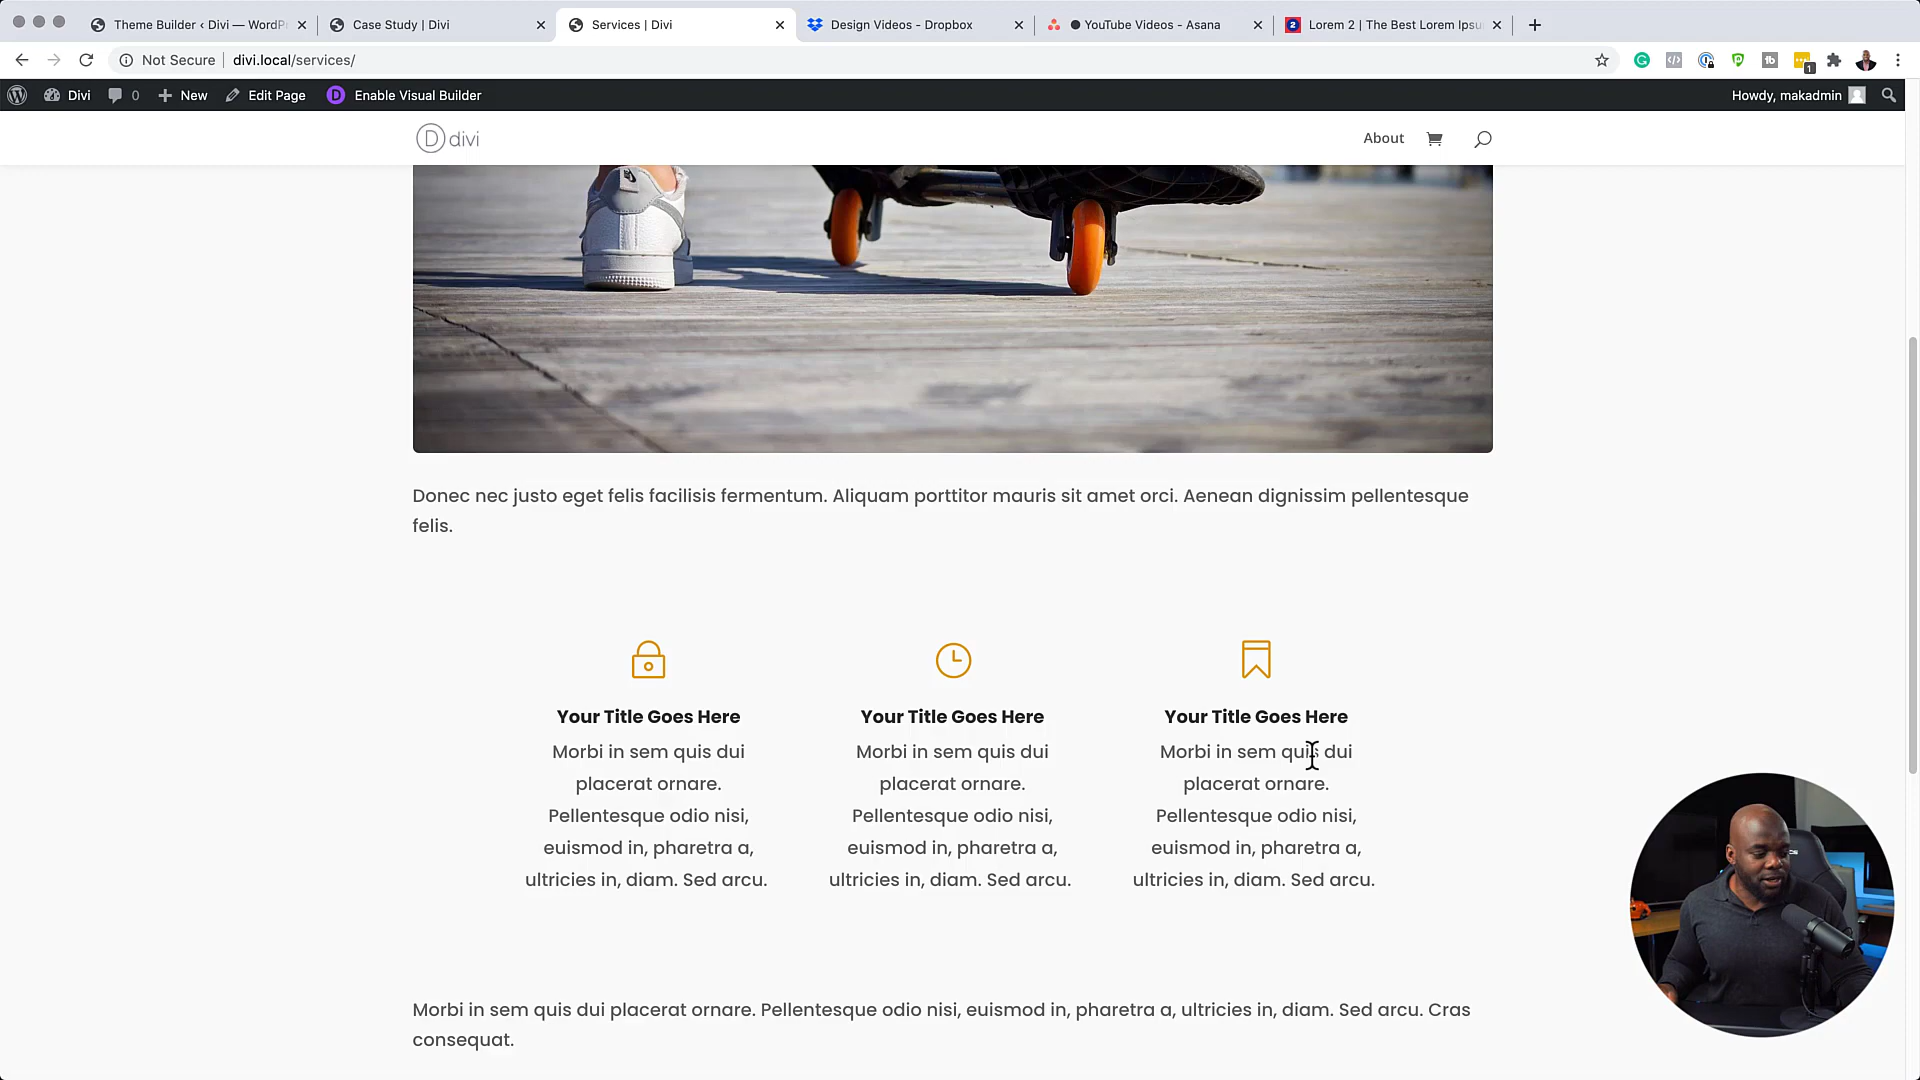 Theme Builder ‹ Divi — WordP
Case Study | Divi
Services | Divi
Design Videos - Dropbox
YouTube Videos - Asana
2
Lorem 2 | The Best Lorem Ipsu
Not Secure
divi.local/services/
1
Divi
0
New
Edit Page
D
Enable Visual Builder
Howdy, makadmin
D divi
About
Donec nec justo eget felis facilisis fermentum. Aliquam porttitor mauris sit amet orci. Aenean dignissim pellentesque
felis.
Your Title Goes Here
Morbi in sem quis dui
placerat ornare.
Pellentesque odio nisi,
euismod in, pharetra a,
ultricies in, diam. Sed arcu.
Your Title Goes Here
Morbi in sem quis dui
placerat ornare.
Pellentesque odio nisi,
euismod in, pharetra a,
ultricies in, diam. Sed arcu.
Your Title Goes Here
Morbi in sem quis dui
placerat ornare.
Pellentesque odio nisi,
euismod in, pharetra a,
ultricies in, diam. Sed arcu.
Morbi in sem quis dui placerat ornare. Pellentesque odio nisi, euismod in, pharetra a, ultricies in, diam. Sed arcu. Cras
consequat.